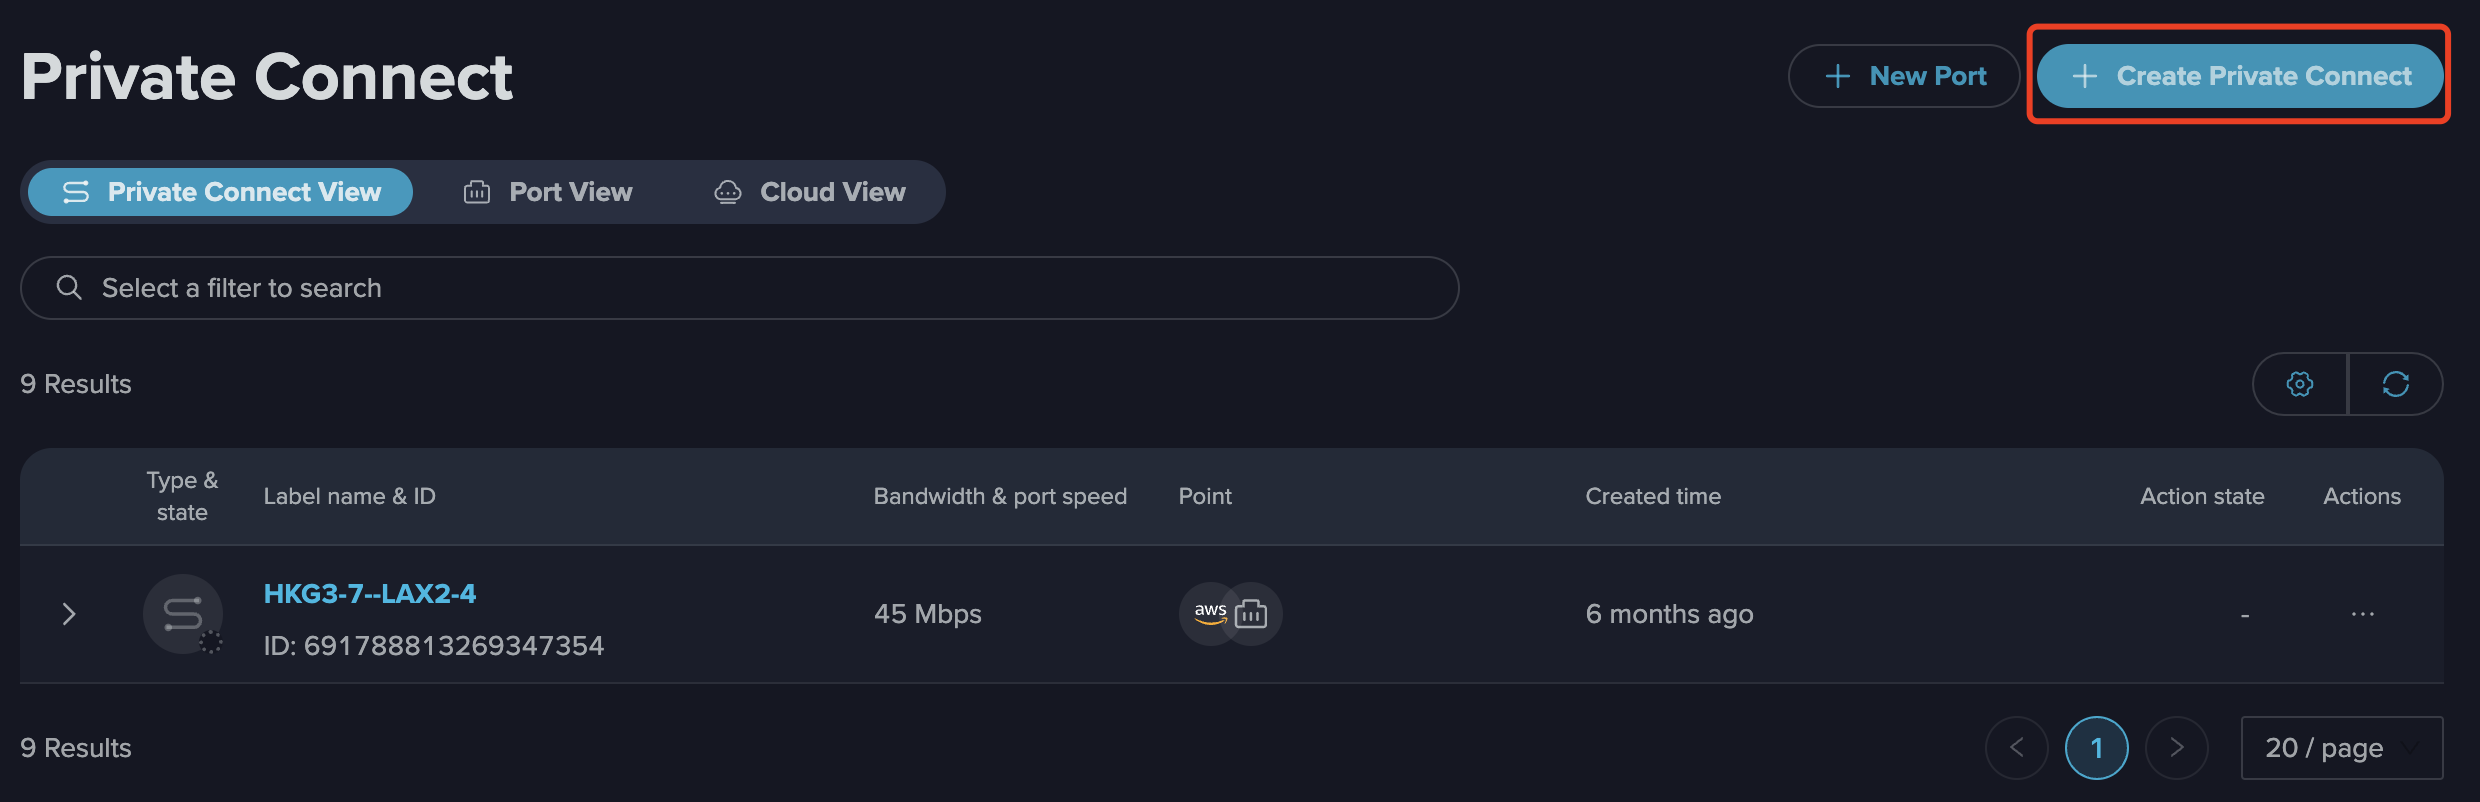 Private Connect
New Port
Create Private Connect
Private Connect View
Port View
Cloud View
Select a filter to search
9 Results
Type &
state
Label name & ID
Bandwidth & port speed
Point
Created time
Action state
Actions
HKG3-7--LAX2-4
ID: 691788813269347354
45 Mbps
aws
6 months ago
-
9 Results
1
20 / page